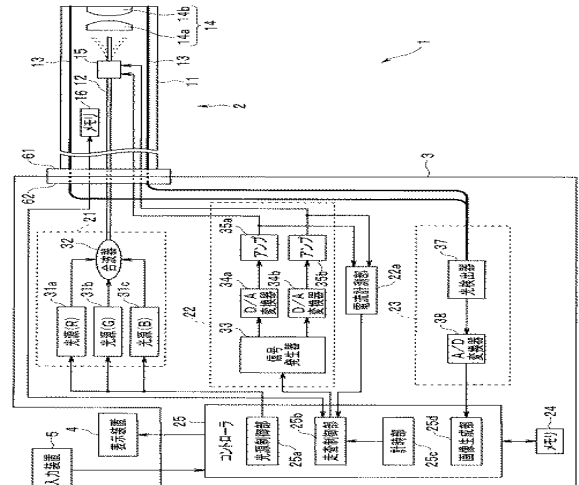 14b
14a
14
15
12
13
13
11
16
メモリ
2
1
61
62
3
21
32
合波器
31a
光源(R)
31b
光源(G)
31c
光源(B)
22
35a
アンプ
35b
アンプ
34a
D/A
変換器
34b
D/A
変換器
33
信号
発生器
22a
電流計測部
23
37
光検出器
38
A/D
変換器
5
入力装置
4
表示装置
25
コントローラ
光源制御部
25a
25b
走査制御部
計時部
25c
25d
画像生成部
24
メモリ